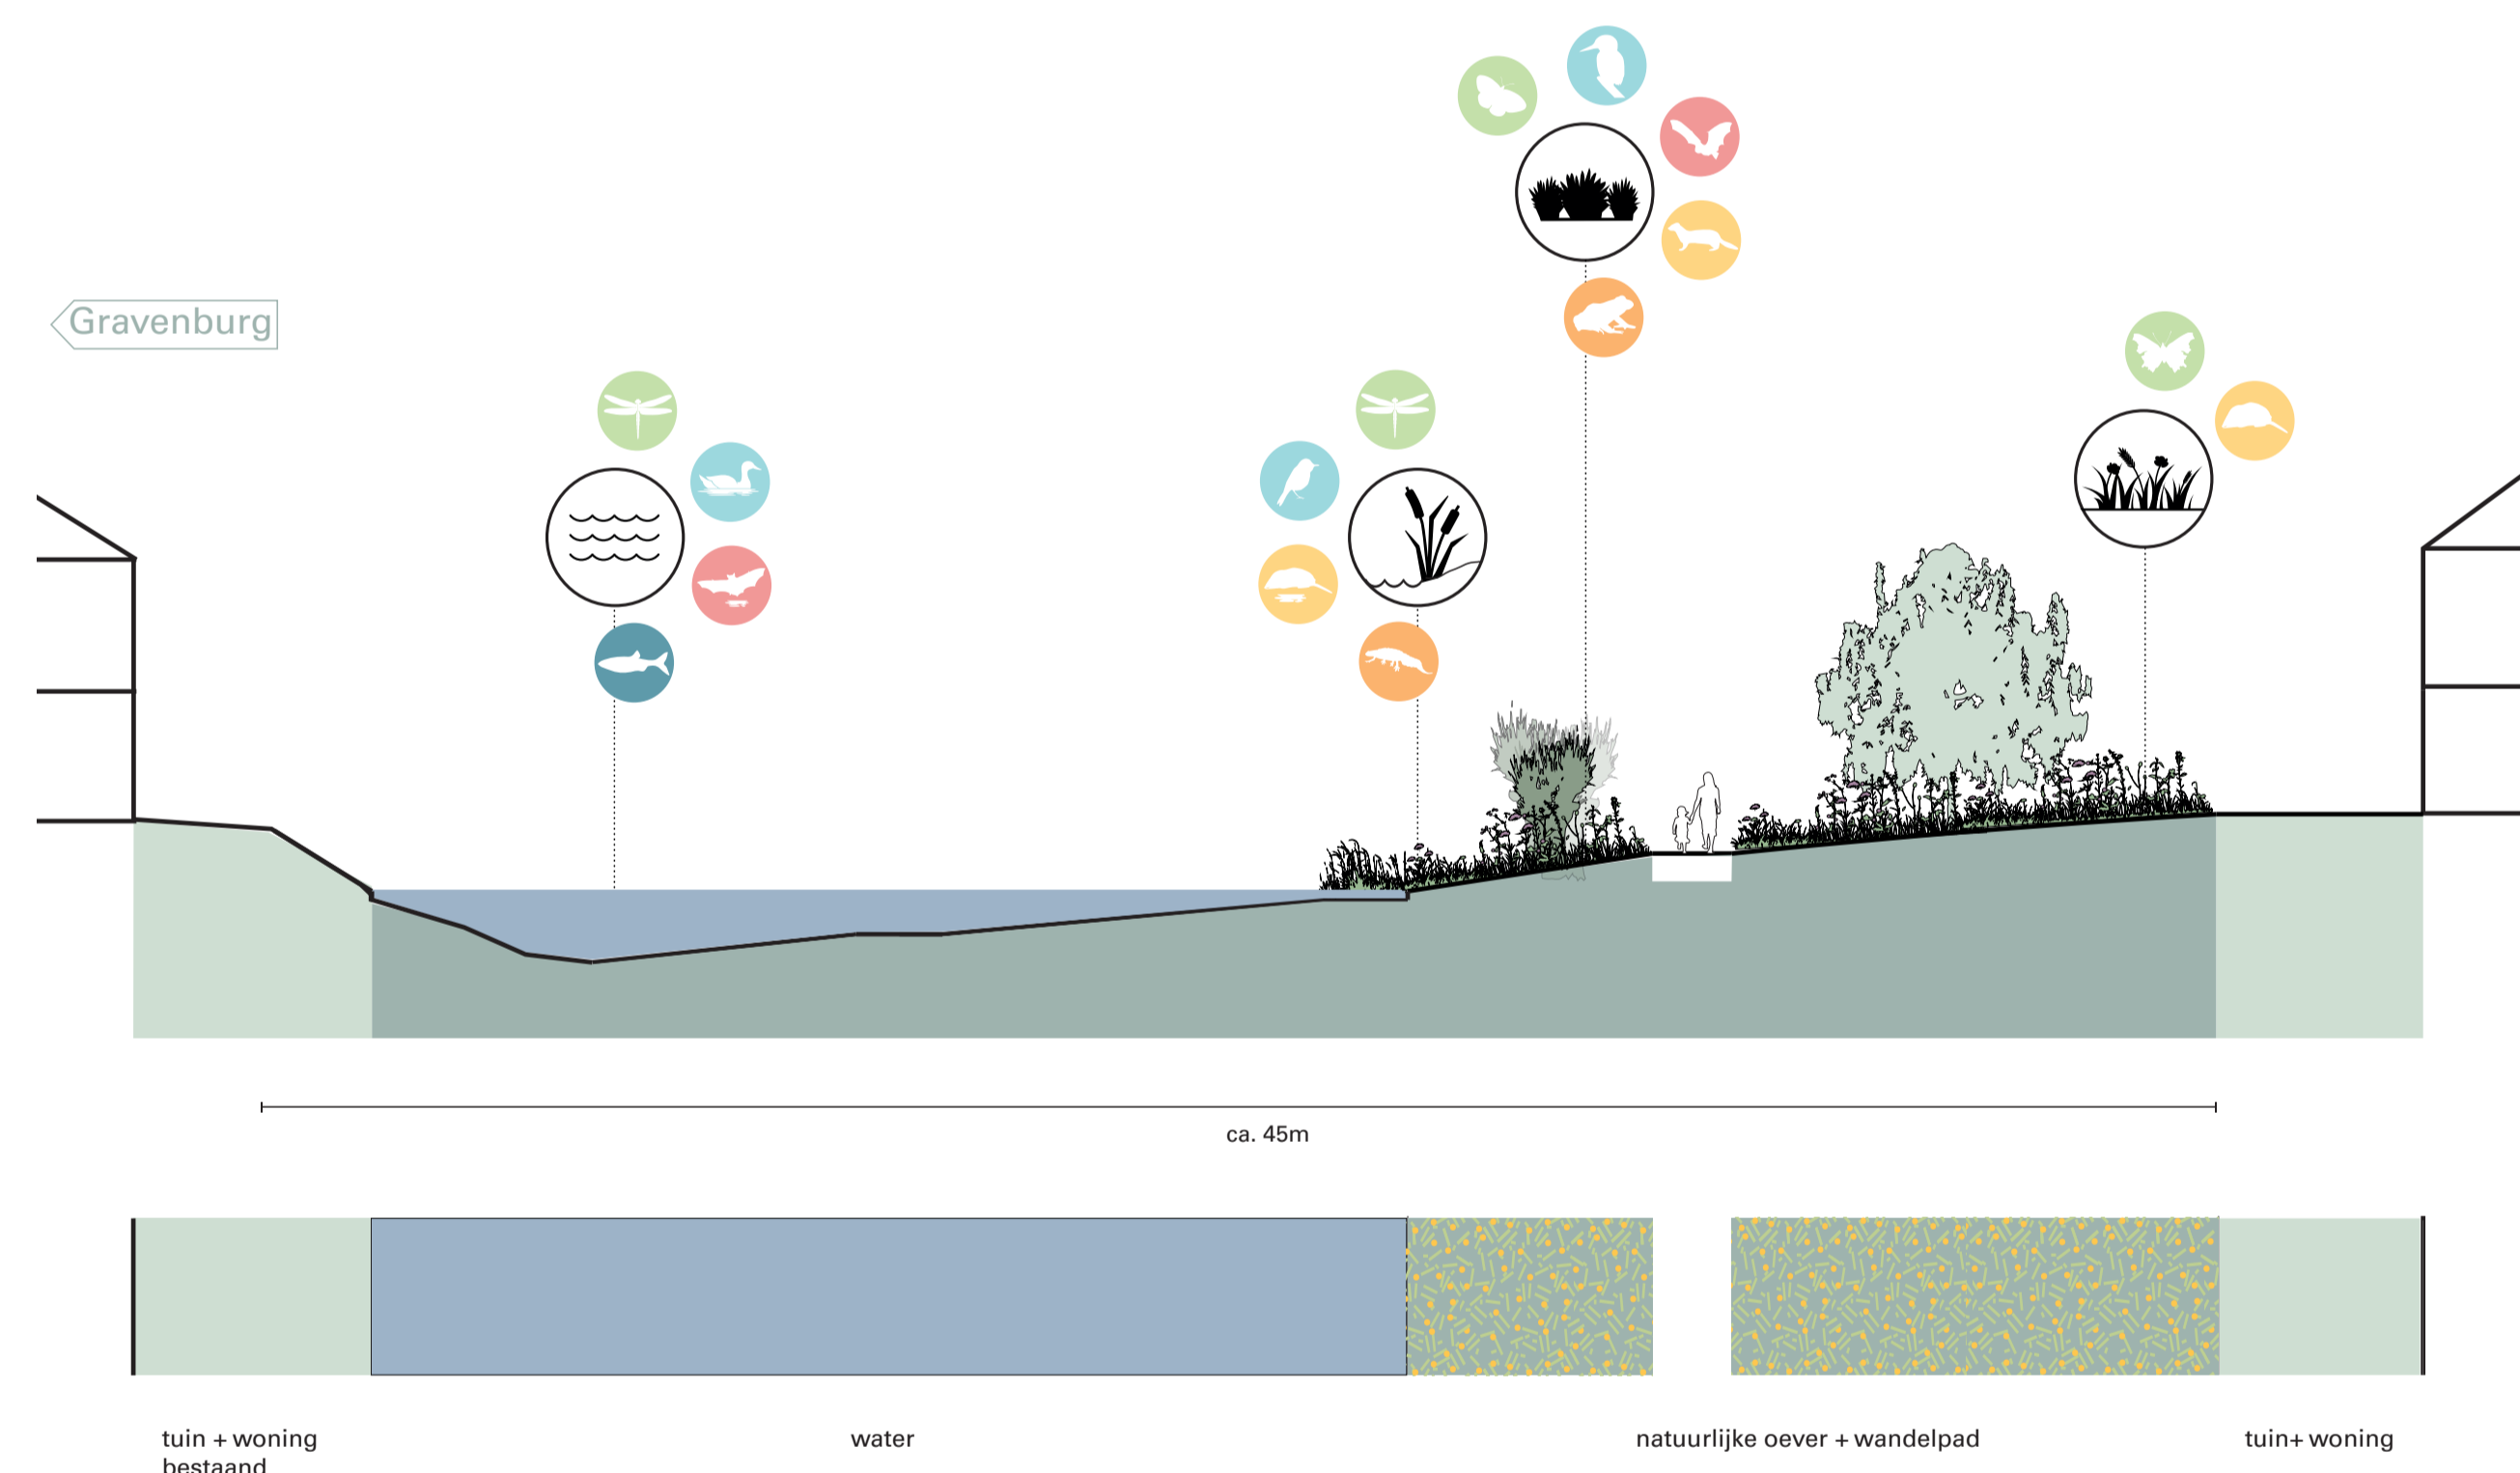 Gravenburg
ca. 45m
tuin + woning
bestaand
water
natuurlijke oever + wandelpad
tuin+ woning